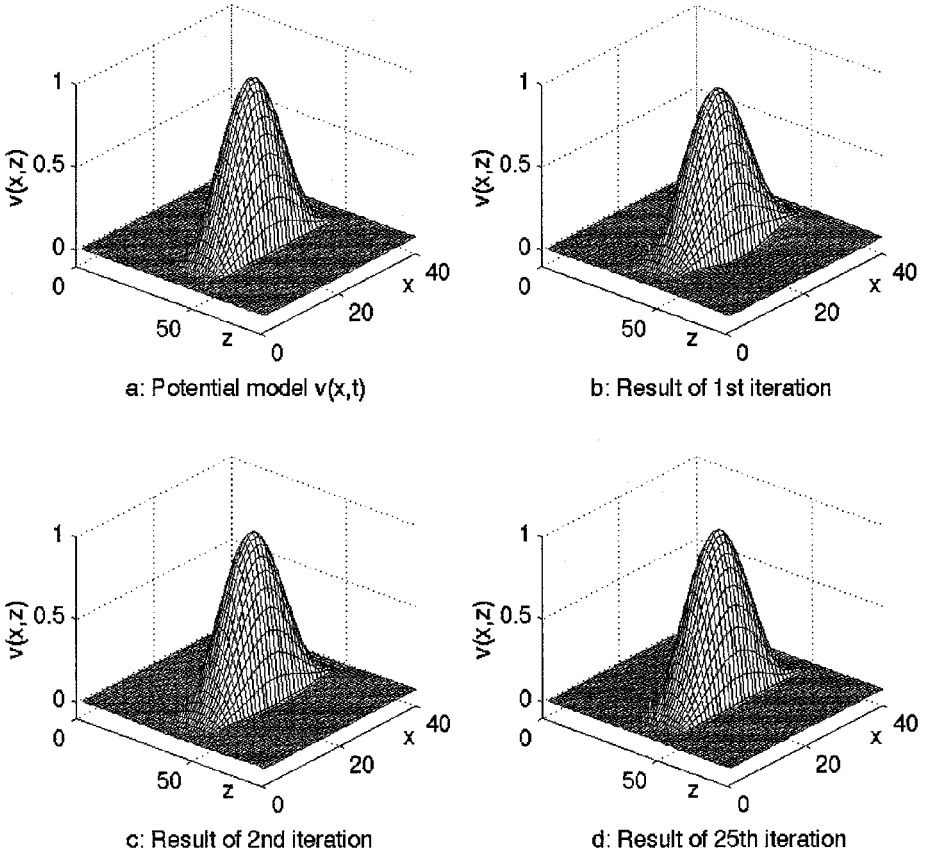 1
0.5
0
v(x,z)
0
50
z
0
20
40
x
a: Potential model v(x,t)
1
0.5
0
v(x,z)
0
50
z
0
20
40
x
b: Result of 1st iteration
1
0.5
0
v(x,z)
0
50
z
0
20
40
x
c: Result of 2nd iteration
1
0.5
0
v(x,z)
0
50
z
0
20
40
x
d: Result of 25th iteration